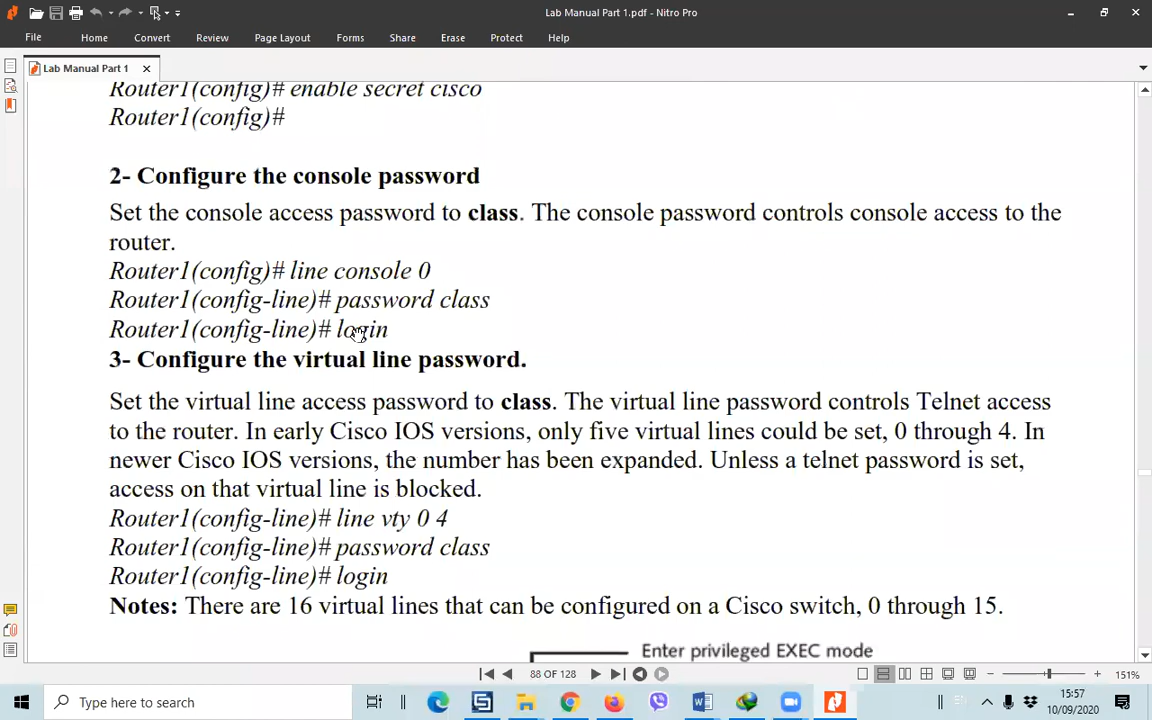 Lab Manual Part 1.pdf - Nitro Pro
File Home Convert Review Page Layout Forms Share Erase Protect Help
Lab Manual Part 1
Router1(config)# enable secret cisco
Router1(config)#
2- Configure the console password
Set the console access password to class. The console password controls console access to the
router.
Router1(config)# line console 0
Router1(config-line)# password class
Router1(config-line)# login
3- Configure the virtual line password.
Set the virtual line access password to class. The virtual line password controls Telnet access
to the router. In early Cisco IOS versions, only five virtual lines could be set, 0 through 4. In
newer Cisco IOS versions, the number has been expanded. Unless a telnet password is set,
access on that virtual line is blocked.
Router1(config-line)# line vty 0 4
Router1(config-line)# password class
Router1(config-line)# login
Notes: There are 16 virtual lines that can be configured on a Cisco switch, 0 through 15.
Enter privileged EXEC mode
88 OF 128
151%
Type here to search
EN
15:57
10/09/2020